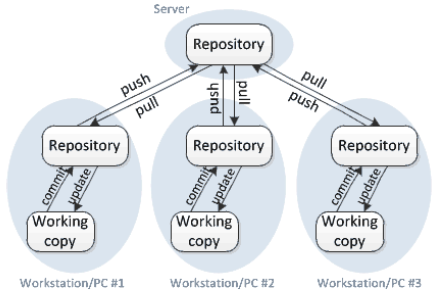 Server
Repository
push
pull
push
pull
pull
push
Repository
Repository
Repository
commit
update
commit
update
commit
update
Working
copy
Working
copy
Working
copy
Workstation/PC #1
Workstation/PC #2
Workstation/PC #3